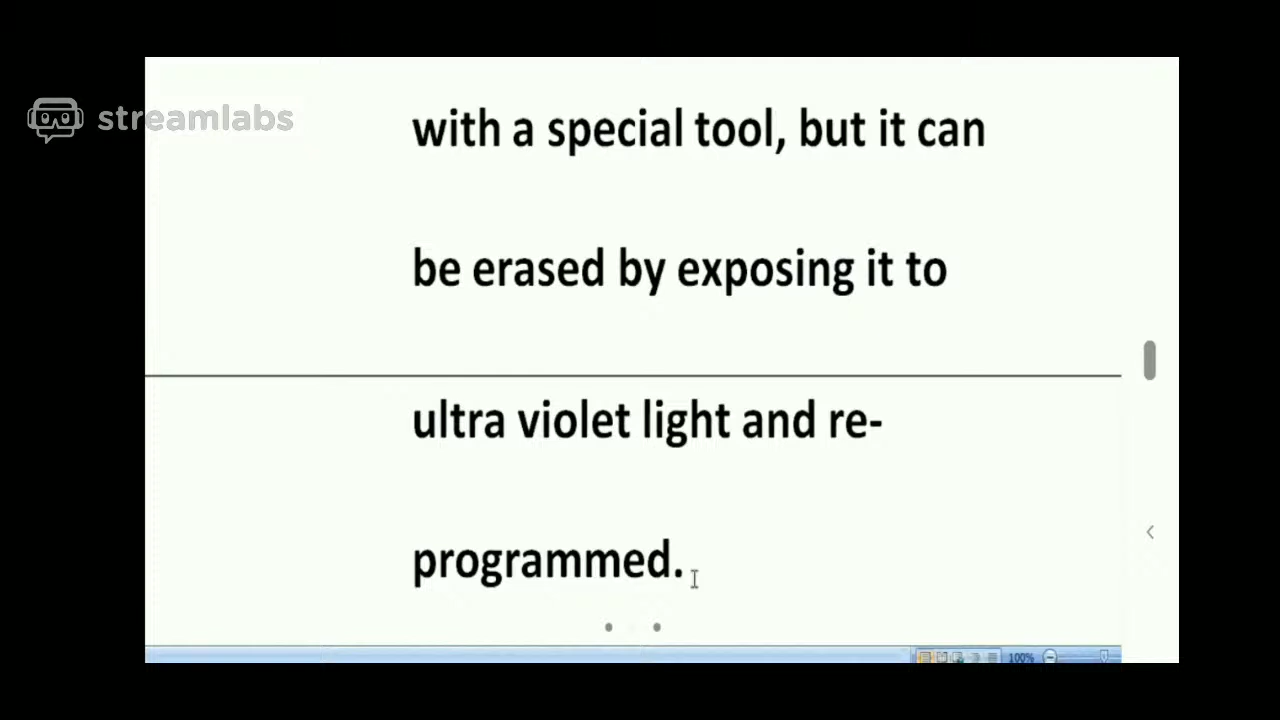 streamlabs
with a special tool, but it can
be erased by exposing it to
ultra violet light and re-
programmed.
100%